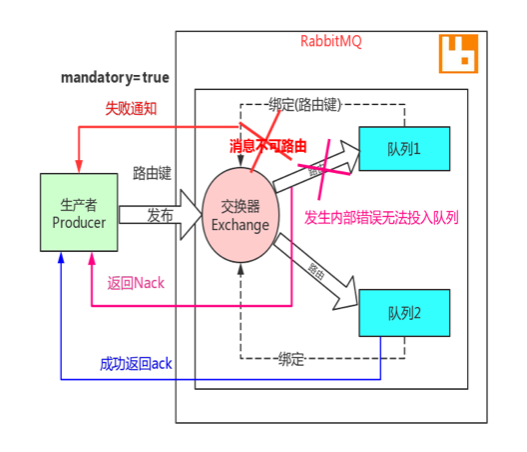 RabbitMQ
mandatory=true
失败通知
绑定(路由键)
消息不可路由
队列1
路由键
生产者
Producer
发布
交换器
Exchange
发生内部错误无法投入队列
路由
返回Nack
队列2
绑定
成功返回ack